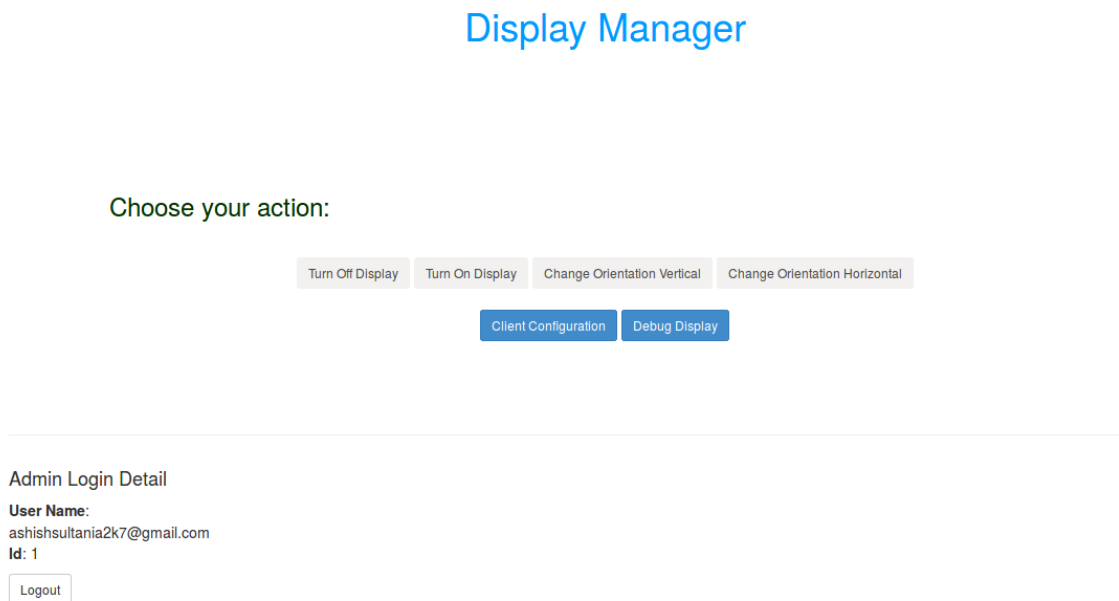 Display Manager
Choose your action:
Turn Off Display Turn On Display Change Orientation Vertical Change Orientation Horizontal
Client Configuration Debug Display
Admin Login Detail
User Name:
ashishsultania2k7@gmail.com
Id: 1
Logout